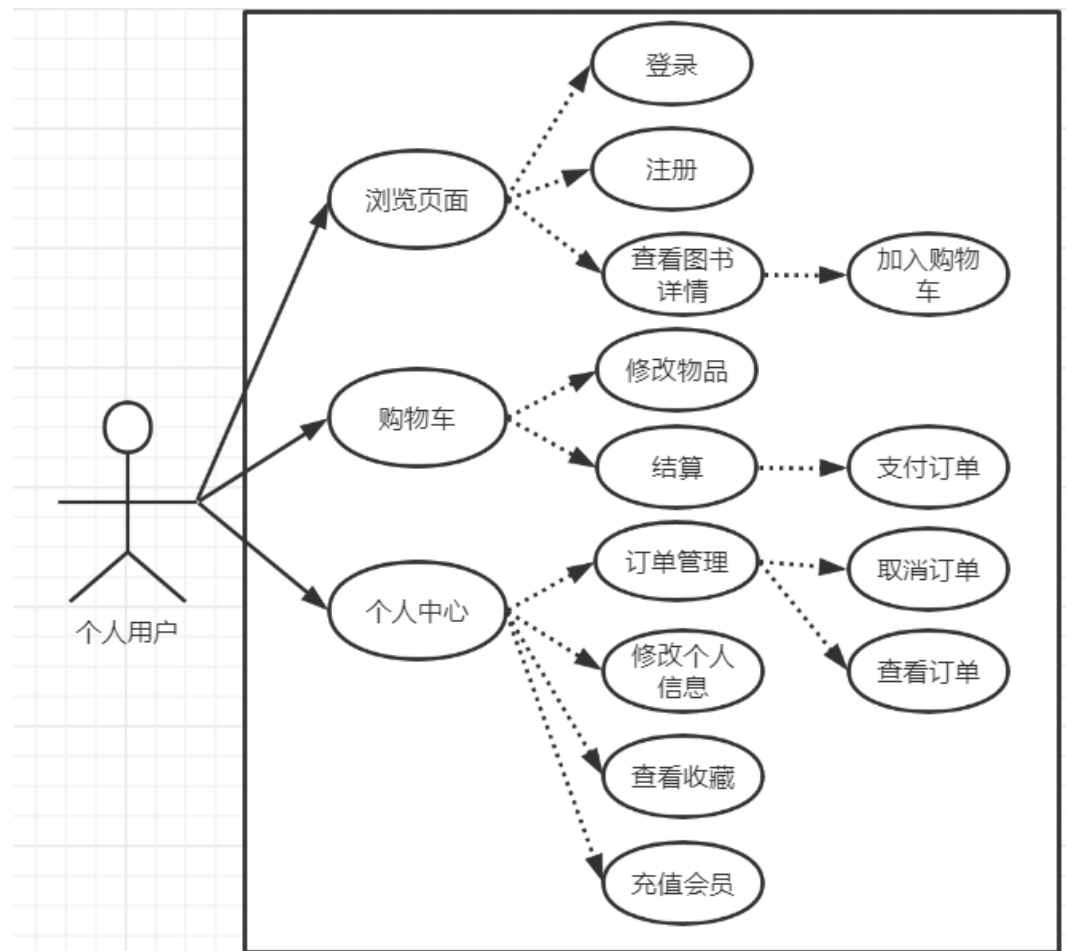 登录
浏览页面
注册
查看图书
详情
加入购物
车
修改物品
购物车
结算
支付订单
订单管理
取消订单
个人中心
个人用户
修改个人
信息
查看订单
查看收藏
充值会员